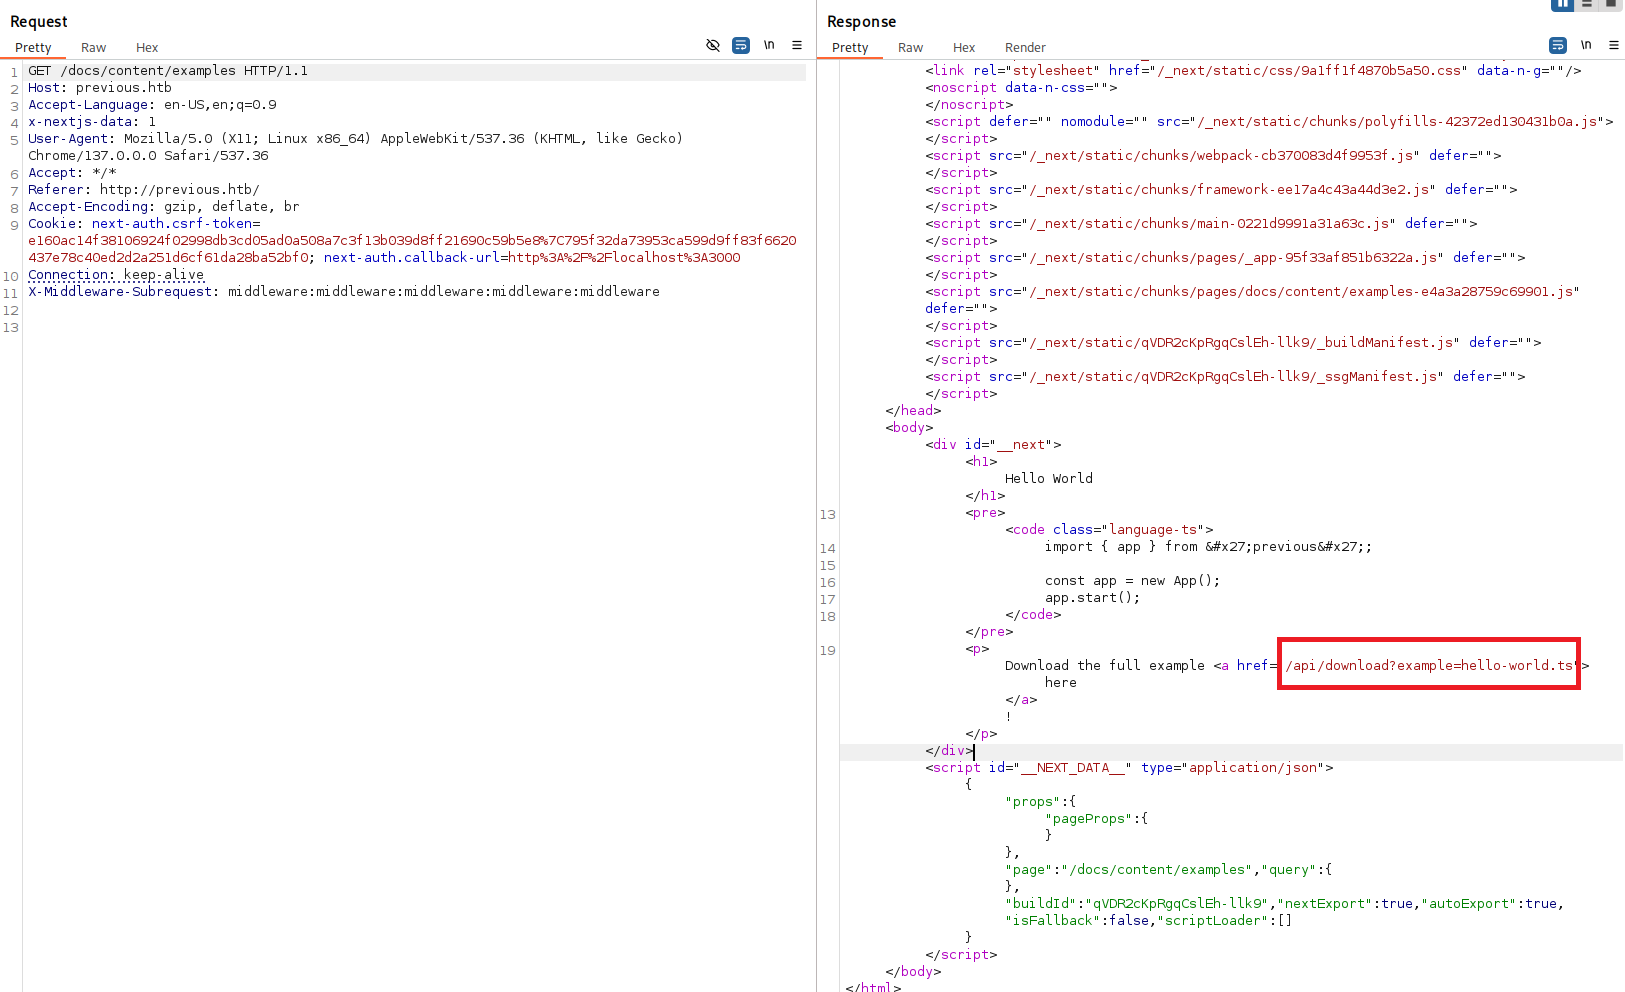 Request
Pretty Raw Hex \n
1 GET /docs/content/examples HTTP/1.1
2 Host: previous.htb
3 Accept-Language: en-US,en;q=0.9
4 x-nextjs-data: 1
5 User-Agent: Mozilla/5.0 (X11; Linux x86_64) AppleWebKit/537.36 (KHTML, like Gecko)
Chrome/137.0.0.0 Safari/537.36
6 Accept: */*
7 Referer: http://previous.htb/
8 Accept-Encoding: gzip, deflate, br
9 Cookie: next-auth.csrf-token=
e160ac14f38106924f02998db3cd05ad0a508a7c3f13b039d8ff21690c59b5e8%7C795f32da73953ca599d9ff83f6620
437e78c40ed2d2a251d6cf61da28ba52bf0; next-auth.callback-url=http%3A%2F%2Flocalhost%3A3000
10 Connection: keep-alive
11 X-Middleware-Subrequest: middleware:middleware:middleware:middleware:middleware
12
13
Response
Pretty Raw Hex Render \n
<link rel="stylesheet" href="/_next/static/css/9a1ff1f4870b5a50.css" data-n-g=""/>
<noscript data-n-css="">
</noscript>
<script defer="" nomodule="" src="/_next/static/chunks/polyfills-42372ed130431b0a.js">
</script>
<script src="/_next/static/chunks/webpack-cb370083d4f9953f.js" defer="">
</script>
<script src="/_next/static/chunks/framework-ee17a4c43a44d3e2.js" defer="">
</script>
<script src="/_next/static/chunks/main-0221d9991a31a63c.js" defer="">
</script>
<script src="/_next/static/chunks/pages/_app-95f33af851b6322a.js" defer="">
</script>
<script src="/_next/static/chunks/pages/docs/content/examples-e4a3a28759c69901.js"
defer="">
</script>
<script src="/_next/static/qVDR2cKpRgqCslEh-llk9/_buildManifest.js" defer="">
</script>
<script src="/_next/static/qVDR2cKpRgqCslEh-llk9/_ssgManifest.js" defer="">
</script>
</head>
<body>
<div id="__next">
<h1>
Hello World
</h1>
13 <pre>
<code class="language-ts">
14 import { app } from &#x27;previous&#x27;;
15
16 const app = new App();
17 app.start();
18 </code>
</pre>
19 <p>
Download the full example <a href="/api/download?example=hello-world.ts">
here
</a>
!
</p>
</div>
<script id="__NEXT_DATA__" type="application/json">
{
"props":{
"pageProps":{
}
},
"page":"/docs/content/examples","query":{
},
"buildId":"qVDR2cKpRgqCslEh-llk9","nextExport":true,"autoExport":true,
"isFallback":false,"scriptLoader":[]
}
</script>
</body>
</html>